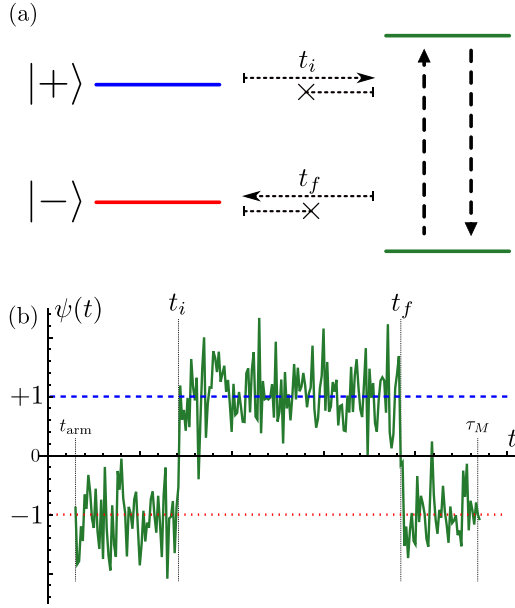 (a)
|+⟩
t_i
|−⟩
t_f
(b)
ψ(t)
t_i
t_f
+1
t_arm
τ_M
0
t
−1